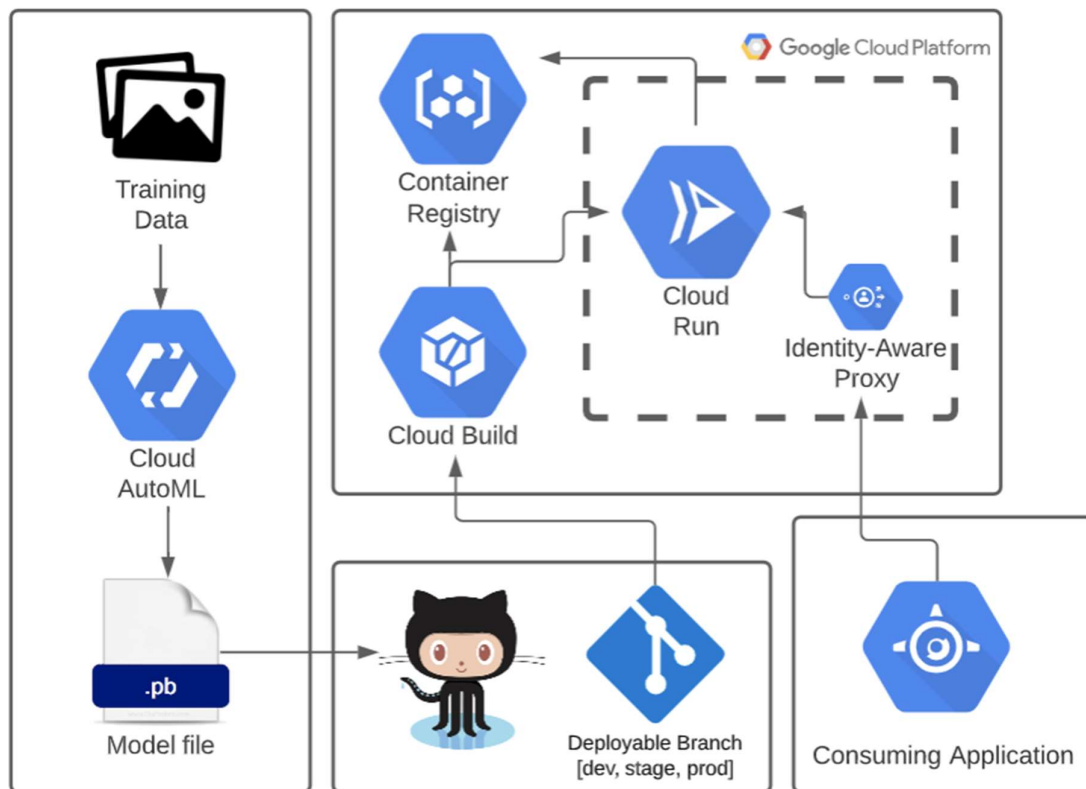 Training
Data
Cloud
AutoML
.pb
Model file
Google Cloud Platform
Container
Registry
Cloud Build
Cloud
Run
Identity-Aware
Proxy
Deployable Branch
[dev, stage, prod]
Consuming Application